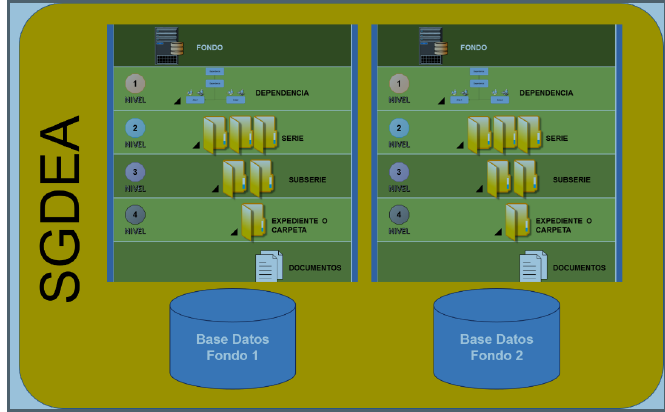 SGDEA
FONDO
1
NIVEL
DEPENDENCIA
2
NIVEL
SERIE
3
NIVEL
SUBSERIE
4
NIVEL
EXPEDIENTE O
CARPETA
DOCUMENTOS
Base Datos
Fondo 1
FONDO
1
NIVEL
DEPENDENCIA
2
NIVEL
SERIE
3
NIVEL
SUBSERIE
4
NIVEL
EXPEDIENTE O
CARPETA
DOCUMENTOS
Base Datos
Fondo 2